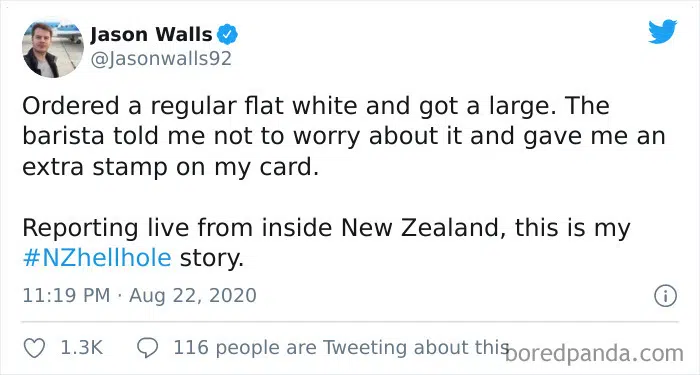 Jason Walls
@Jasonwalls92
Ordered a regular flat white and got a large. The
barista told me not to worry about it and gave me an
extra stamp on my card.
Reporting live from inside New Zealand, this is my
#NZhellhole story.
11:19 PM · Aug 22, 2020
1.3K 116 people are Tweeting about this
boredpanda.com